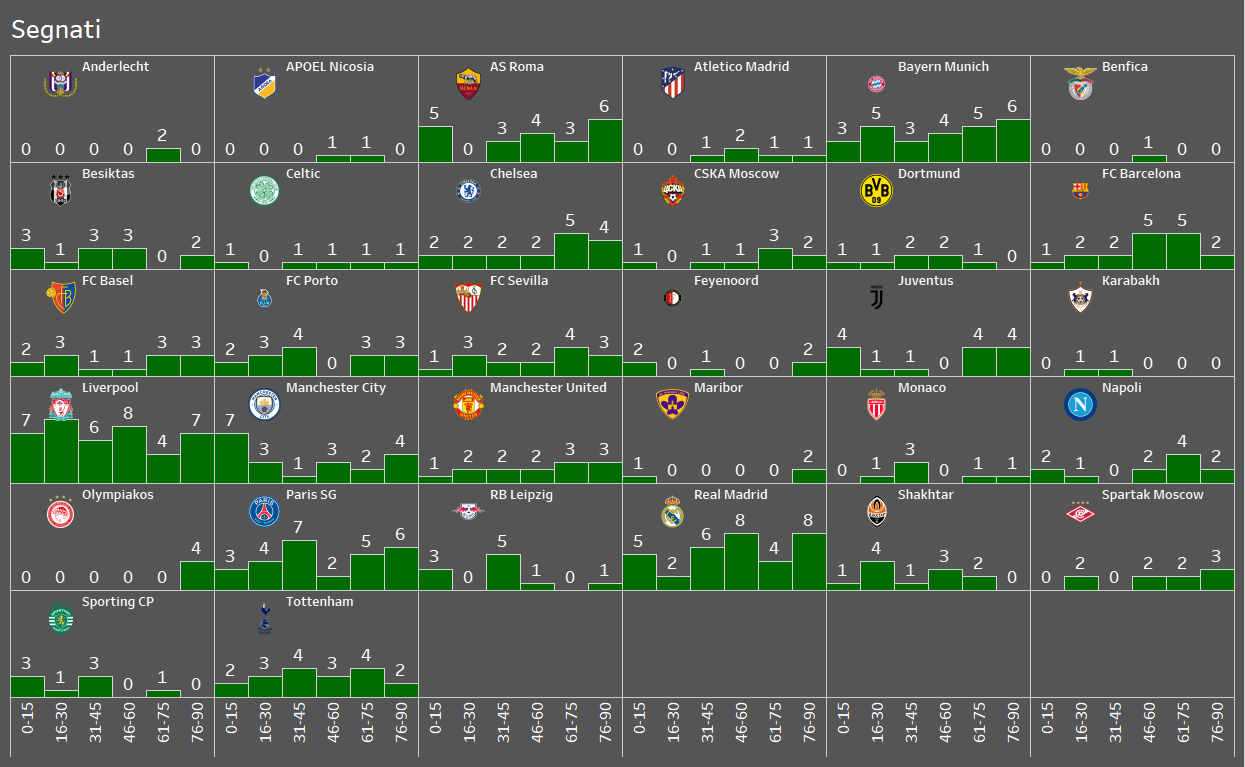 Segnati
Anderlecht APOEL Nicosia AS Roma Atletico Madrid Bayern Munich Benfica
0 0 0 0 2 0 0 0 0 1 1 0 5 0 3 4 3 6 0 0 1 2 1 1 3 5 3 4 5 6 0 0 0 1 0 0
Besiktas Celtic Chelsea CSKA Moscow Dortmund FC Barcelona
3 1 3 3 0 2 1 0 1 1 1 1 2 2 2 2 5 4 1 0 1 1 3 2 1 1 2 2 1 0 1 2 2 5 5 2
FC Basel FC Porto FC Sevilla Feyenoord Juventus Karabakh
2 3 1 1 3 3 2 3 4 0 3 3 1 3 2 2 4 3 2 0 1 0 0 2 4 1 1 0 4 4 0 1 1 0 0 0
Liverpool Manchester City Manchester United Maribor Monaco Napoli
7 6 8 4 7 7 3 1 3 2 4 1 2 2 2 3 3 1 0 0 0 0 2 0 1 3 0 1 1 2 1 0 2 4 2
Olympiakos Paris SG RB Leipzig Real Madrid Shakhtar Spartak Moscow
0 0 0 0 0 4 3 4 7 2 5 6 3 0 5 1 0 1 5 2 6 8 4 8 1 4 1 3 2 0 0 2 0 2 2 3
Sporting CP Tottenham
3 1 3 0 1 0 2 3 4 3 4 2
0-15 16-30 31-45 46-60 61-75 76-90 0-15 16-30 31-45 46-60 61-75 76-90 0-15 16-30 31-45 46-60 61-75 76-90 0-15 16-30 31-45 46-60 61-75 76-90 0-15 16-30 31-45 46-60 61-75 76-90 0-15 16-30 31-45 46-60 61-75 76-90